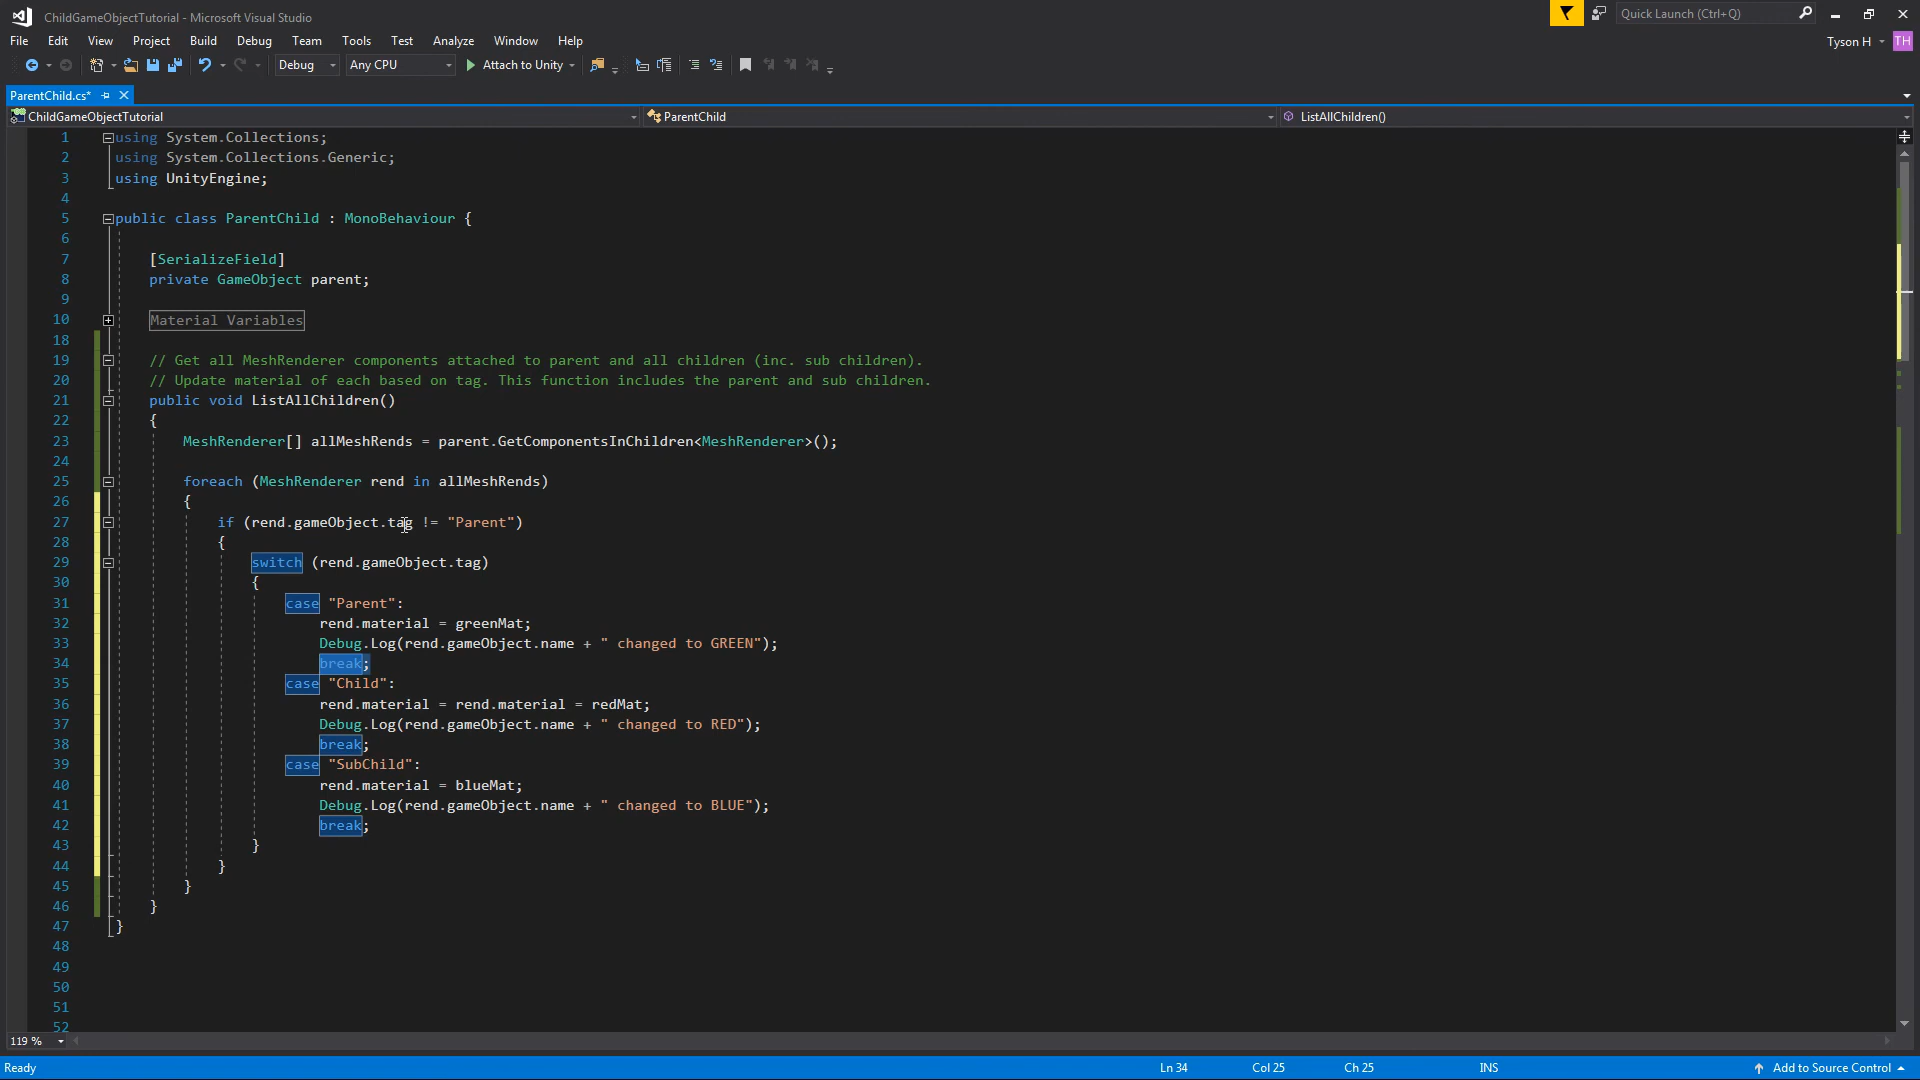 ChildGameObjectTutorial - Microsoft Visual Studio
Quick Launch (Ctrl+Q)
File Edit View Project Build Debug Team Tools Test Analyze Window Help
Tyson H TH
Debug Any CPU Attach to Unity
ParentChild.cs*
ChildGameObjectTutorial ParentChild ListAllChildren()
1 using System.Collections;
2 using System.Collections.Generic;
3 using UnityEngine;
4
5 public class ParentChild : MonoBehaviour {
6
7 [SerializeField]
8 private GameObject parent;
9
10 Material Variables
18
19 // Get all MeshRenderer components attached to parent and all children (inc. sub children).
20 // Update material of each based on tag. This function includes the parent and sub children.
21 public void ListAllChildren()
22 {
23 MeshRenderer[] allMeshRends = parent.GetComponentsInChildren<MeshRenderer>();
24
25 foreach (MeshRenderer rend in allMeshRends)
26 {
27 if (rend.gameObject.tag != "Parent")
28 {
29 switch (rend.gameObject.tag)
30 {
31 case "Parent":
32 rend.material = greenMat;
33 Debug.Log(rend.gameObject.name + " changed to GREEN");
34 break;
35 case "Child":
36 rend.material = rend.material = redMat;
37 Debug.Log(rend.gameObject.name + " changed to RED");
38 break;
39 case "SubChild":
40 rend.material = blueMat;
41 Debug.Log(rend.gameObject.name + " changed to BLUE");
42 break;
43 }
44 }
45 }
46 }
47 }
48
49
50
51
52
119 %
Ready Ln 34 Col 25 Ch 25 INS Add to Source Control